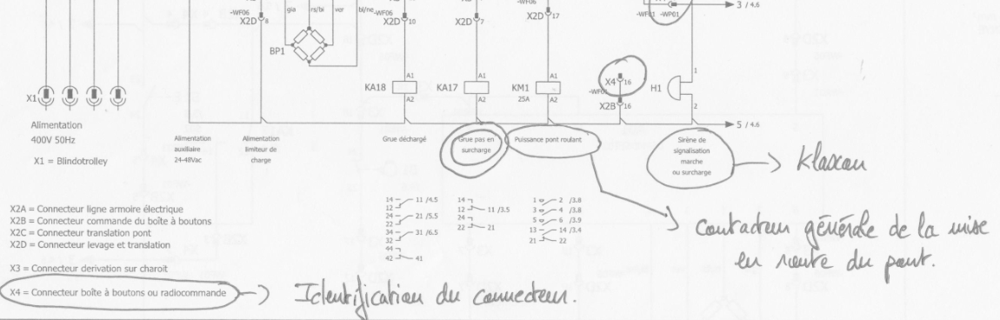 -WF06
X2D 8
gia rs/bi ver bl/ne
BP1
-WF06
X2D 10
-WF06
X2D 7
-WF06
X2D 17
-WF01 -WP01
3 / 4.6
A1
KA18
A2
A1
KA17
A2
A1
KM1
25A
A2
X4 16
-WF01
X2B 16
1
H1
2
5 / 4.6
X1
Alimentation
400V 50Hz
X1 = Blindotrolley
Alimentation
auxiliaire
24-48Vac
Alimentation
limiteur de
charge
Grue déchargé
Grue pas en
surcharge
Puissance pont roulant
Sirène de
signalisation
marche
ou surcharge
Klaxon
14 11 /4.5
12
24 21 /5.5
22
34 31 /6.5
32
44
42 41
14
12 11 /3.5
24
22 21
1 2 /3.8
3 4 /3.8
5 6 /3.9
13 14 /3.4
21 22
X2A = Connecteur ligne armoire électrique
X2B = Connecteur commande du boîte à boutons
X2C = Connecteur translation pont
X2D = Connecteur levage et translation
X3 = Connecteur derivation sur charoit
X4 = Connecteur boîte à boutons ou radiocommande
Identification du connecteur.
contacteur générale de la mise
en route du pont.